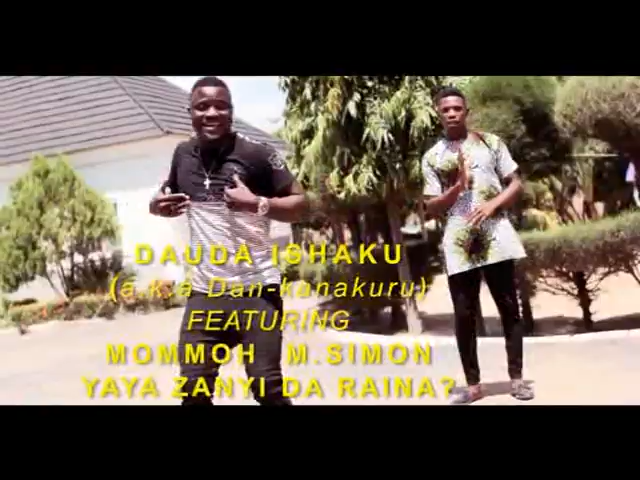 DAUDA ISHAKU
(a.k.a Dan-kanakuru)
FEATURING
MOMMOH M.SIMON
YAYA ZANYI DA RAINA?